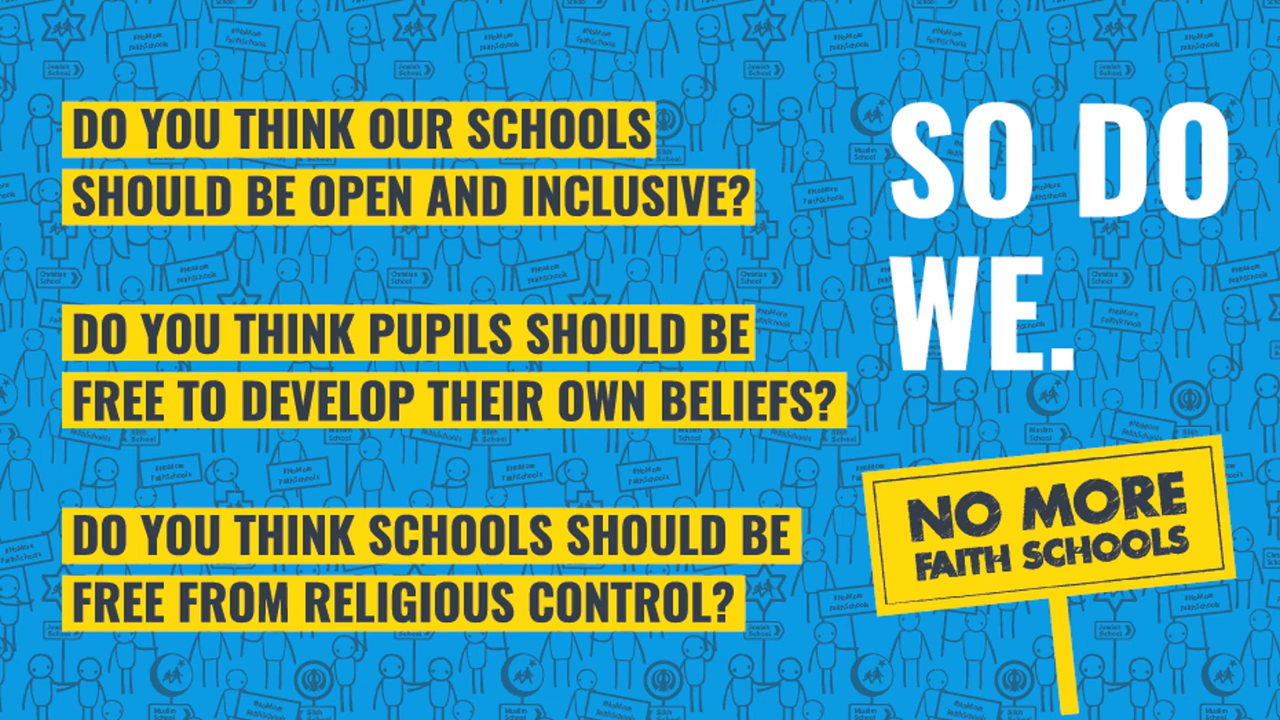 DO YOU THINK OUR SCHOOLS
SHOULD BE OPEN AND INCLUSIVE?
DO YOU THINK PUPILS SHOULD BE
FREE TO DEVELOP THEIR OWN BELIEFS?
DO YOU THINK SCHOOLS SHOULD BE
FREE FROM RELIGIOUS CONTROL?
SO DO
WE.
NO MORE
FAITH SCHOOLS